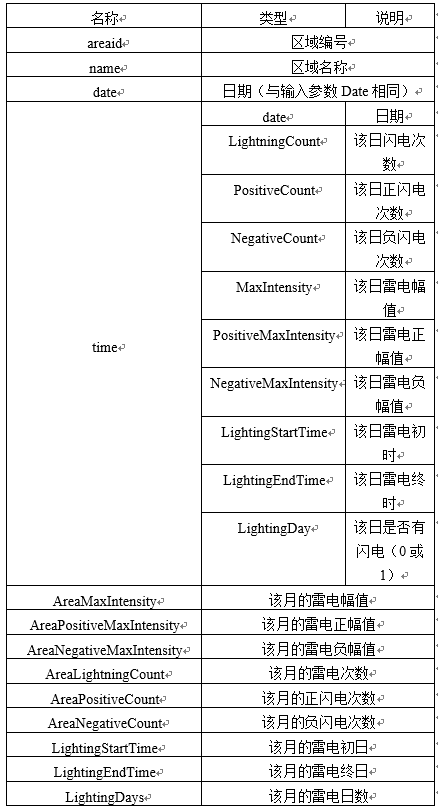 名称 类型 说明
areaid 区域编号
name 区域名称
date 日期（与输入参数 Date 相同）
time
date 日期
LightningCount 该日闪电次
数
PositiveCount 该日正闪电
次数
NegativeCount 该日负闪电
次数
MaxIntensity 该日雷电幅
值
PositiveMaxIntensity 该日雷电正
幅值
NegativeMaxIntensity 该日雷电负
幅值
LightingStartTime 该日雷电初
时
LightingEndTime 该日雷电终
时
LightingDay 该日是否有
闪电（0 或
1）
AreaMaxIntensity 该月的雷电幅值
AreaPositiveMaxIntensity 该月的雷电正幅值
AreaNegativeMaxIntensity 该月的雷电负幅值
AreaLightningCount 该月的雷电次数
AreaPositiveCount 该月的正闪电次数
AreaNegativeCount 该月的负闪电次数
LightingStartTime 该月的雷电初日
LightingEndTime 该月的雷电终日
LightingDays 该月的雷电日数